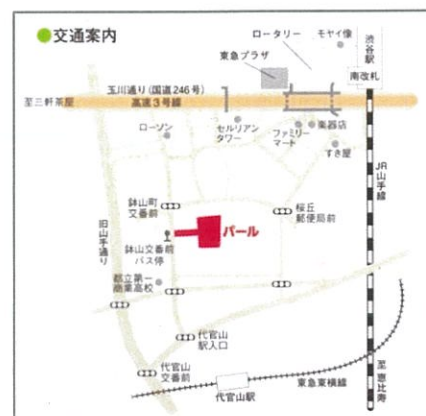 ●交通案内
モヤイ像
ロータリー
東急プラザ
渋谷駅
南改札
玉川通り(国道246号)
至三軒茶屋
高速3号線
ローソン
セルリアン
タワー
ファミリー
マート
楽器店
すき屋
JR山手線
鉢山町
交番前
桜丘
郵便局前
パール
旧山手通り
鉢山交番前
バス停
都立第一
商業高校
代官山
駅入口
代官山
交番前
代官山駅
東急東横線
至恵比寿